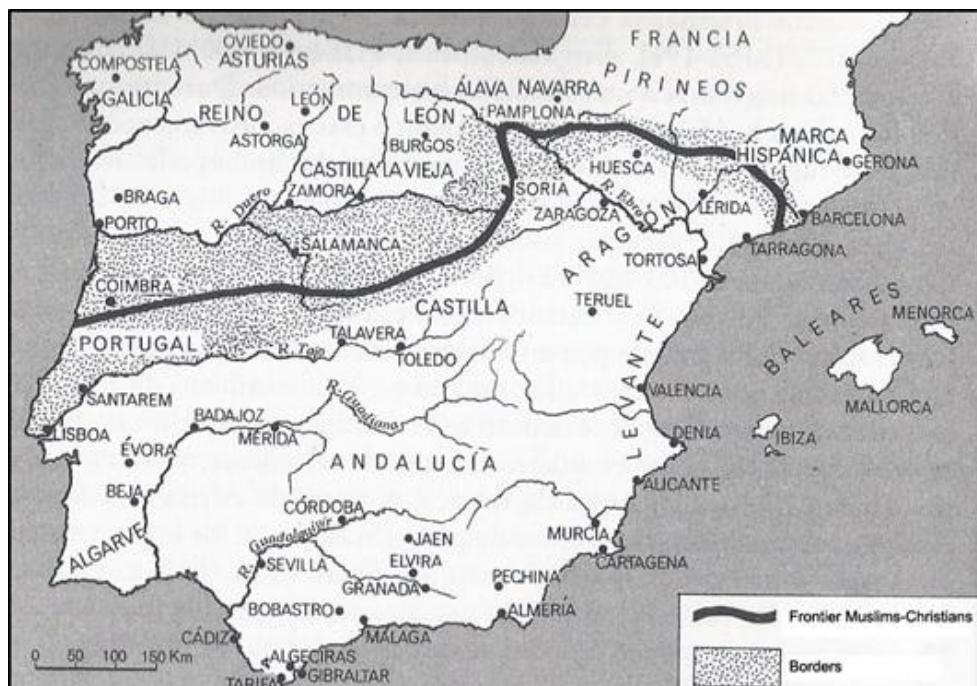 FRANCIA
OVIEDO
ASTURIAS
COMPOSTELA
GALICIA
REINO
LEÓN
DE
LEÓN
ASTORGA
BURGOS
ÁLAVA
NAVARRA
PAMPLONA
PIRINEOS
MARCA
HISPÁNICA
GERONA
HUESCA
BRAGA
PORTO
R. Duero
ZAMORA
CASTILLA LA VIEJA
SORIA
ZARAGOZA
R. Ebro
LÉRIDA
BARCELONA
TARRAGONA
TORTOSA
ARAGÓN
SALAMANCA
COIMBRA
CASTILLA
TERUEL
PORTUGAL
TALAVERA
R. Tajo
TOLEDO
LEVANTE
BALEARES
MENORCA
MALLORCA
IBIZA
VALENCIA
DENIA
ALICANTE
SANTAREM
LISBOA
BADAJOZ
MÉRIDA
R. Guadiana
ÉVORA
BEJA
ALGARVE
ANDALUCÍA
CÓRDOBA
R. Guadalquivir
SEVILLA
JAEN
ELVIRA
GRANADA
MURCIA
CARTAGENA
PECHINA
ALMERÍA
BOBASTRO
MÁLAGA
CÁDIZ
ALGECIRAS
TARIFA
GIBRALTAR
0 50 100 150 Km
Frontier Muslims-Christians
Borders